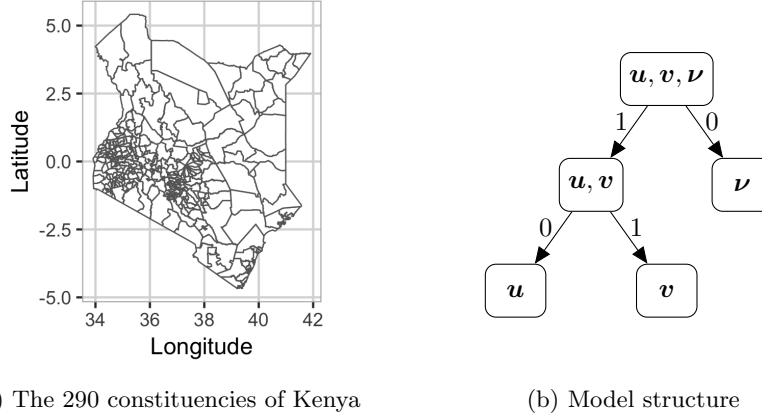 5.0
2.5
0.0
-2.5
-5.0
Latitude
34 36 38 40 42
Longitude
u, v, ν
1 0
u, v
ν
0 1
u
v
) The 290 constituencies of Kenya
(b) Model structure